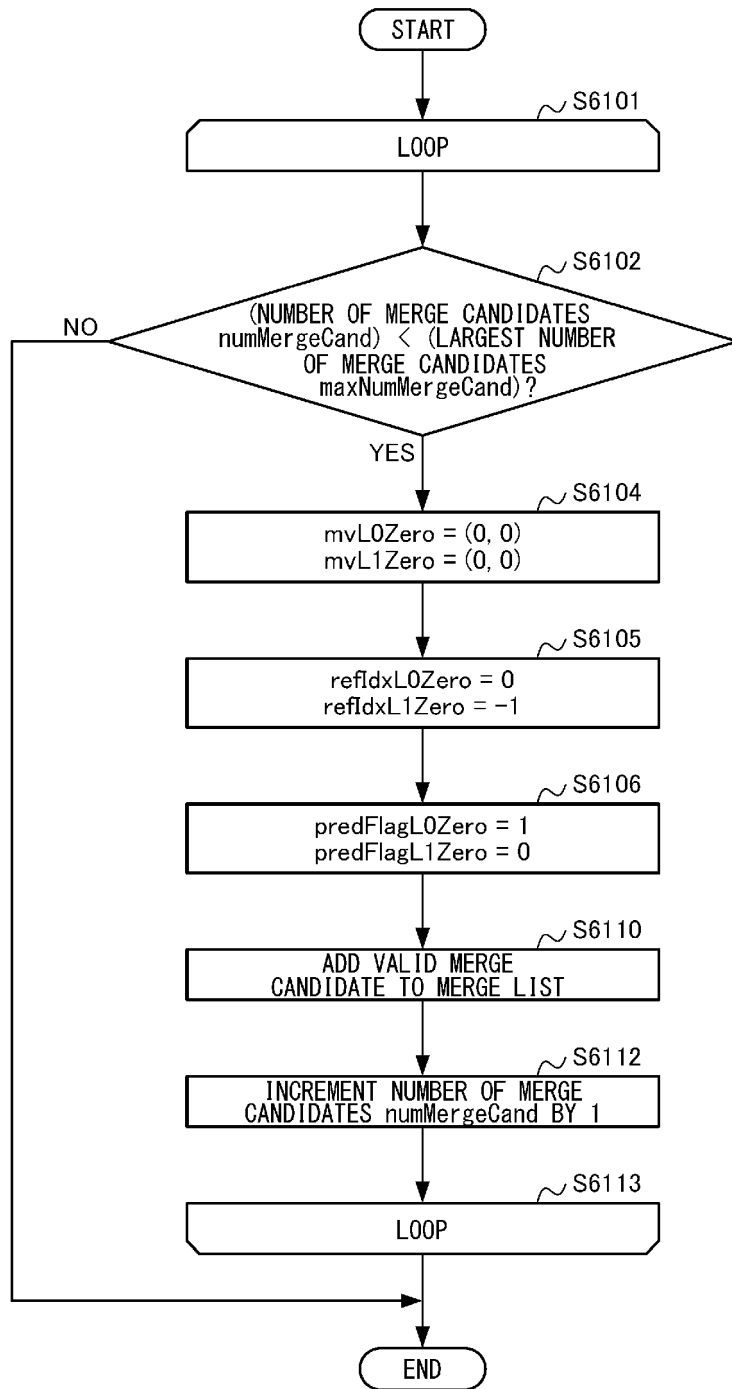 START
S6101
LOOP
S6102
(NUMBER OF MERGE CANDIDATES
numMergeCand) < (LARGEST NUMBER
OF MERGE CANDIDATES
maxNumMergeCand)?
NO
YES
S6104
mvL0Zero = (0, 0)
mvL1Zero = (0, 0)
S6105
refIdxL0Zero = 0
refIdxL1Zero = -1
S6106
predFlagL0Zero = 1
predFlagL1Zero = 0
S6110
ADD VALID MERGE
CANDIDATE TO MERGE LIST
S6112
INCREMENT NUMBER OF MERGE
CANDIDATES numMergeCand BY 1
S6113
LOOP
END